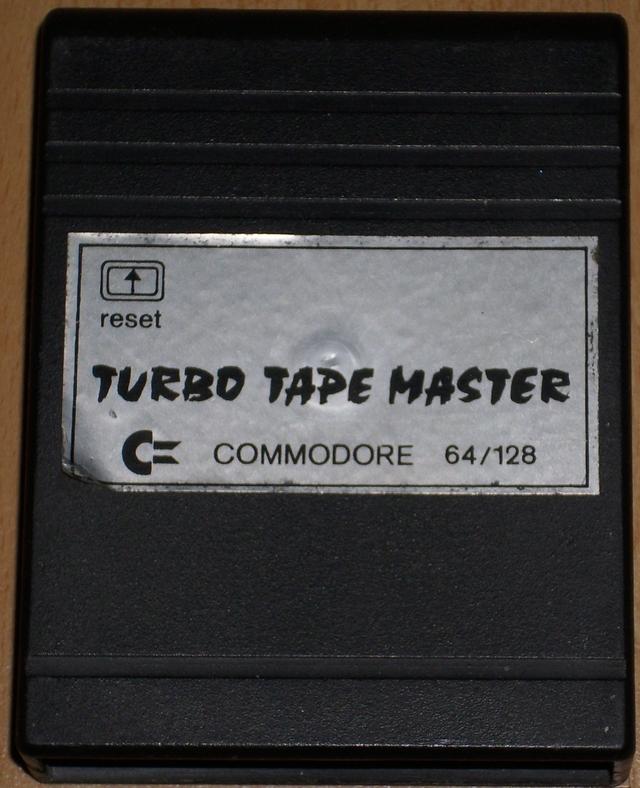 reset
TURBO TAPE MASTER
COMMODORE 64/128